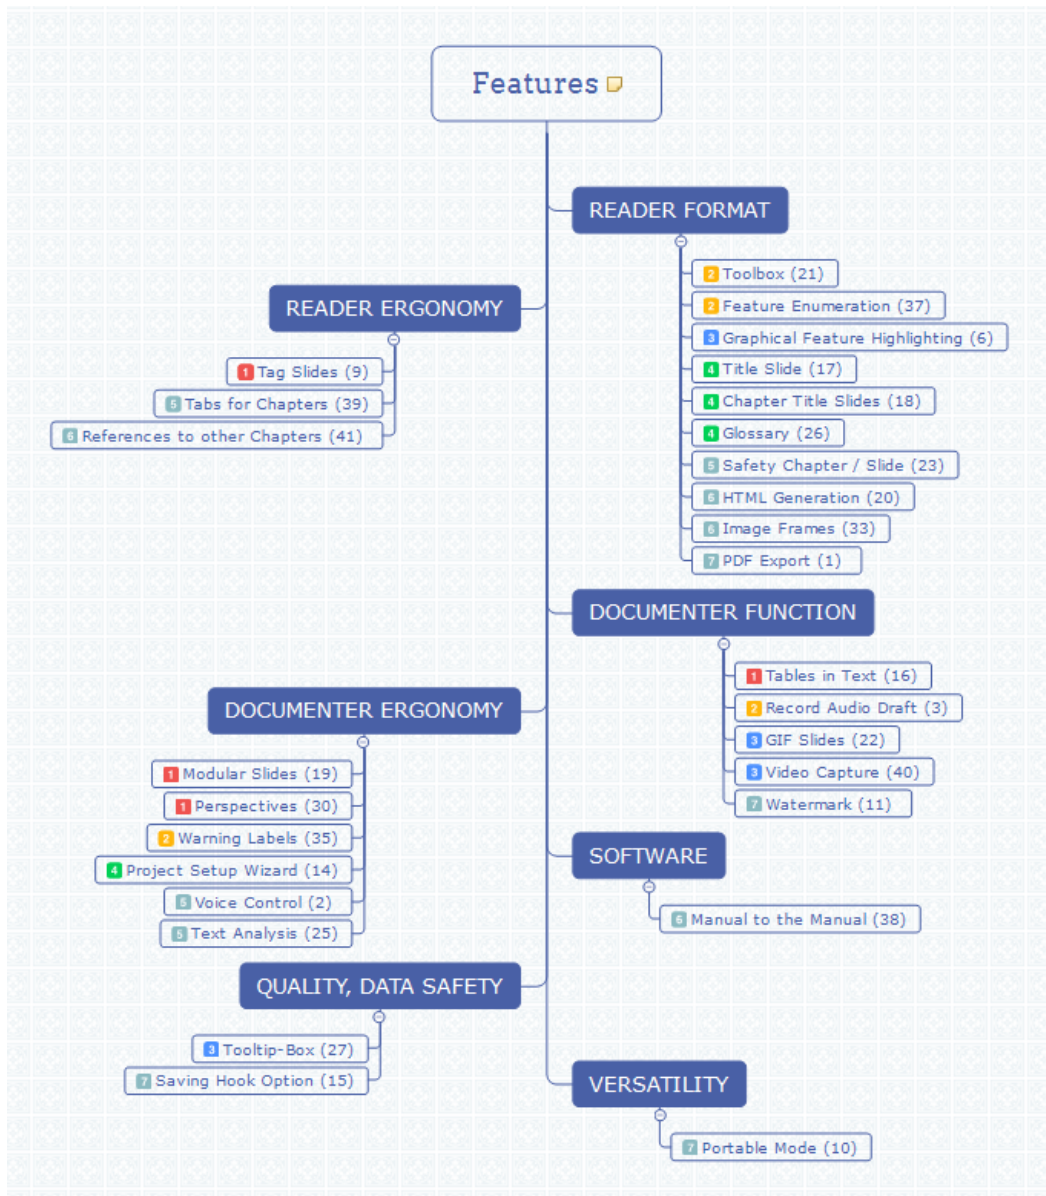 Features
READER FORMAT
2 Toolbox (21)
2 Feature Enumeration (37)
3 Graphical Feature Highlighting (6)
4 Title Slide (17)
4 Chapter Title Slides (18)
4 Glossary (26)
5 Safety Chapter / Slide (23)
6 HTML Generation (20)
6 Image Frames (33)
7 PDF Export (1)
READER ERGONOMY
1 Tag Slides (9)
5 Tabs for Chapters (39)
6 References to other Chapters (41)
DOCUMENTER FUNCTION
1 Tables in Text (16)
2 Record Audio Draft (3)
3 GIF Slides (22)
3 Video Capture (40)
7 Watermark (11)
DOCUMENTER ERGONOMY
1 Modular Slides (19)
1 Perspectives (30)
2 Warning Labels (35)
4 Project Setup Wizard (14)
5 Voice Control (2)
5 Text Analysis (25)
SOFTWARE
6 Manual to the Manual (38)
QUALITY, DATA SAFETY
3 Tooltip-Box (27)
7 Saving Hook Option (15)
VERSATILITY
7 Portable Mode (10)